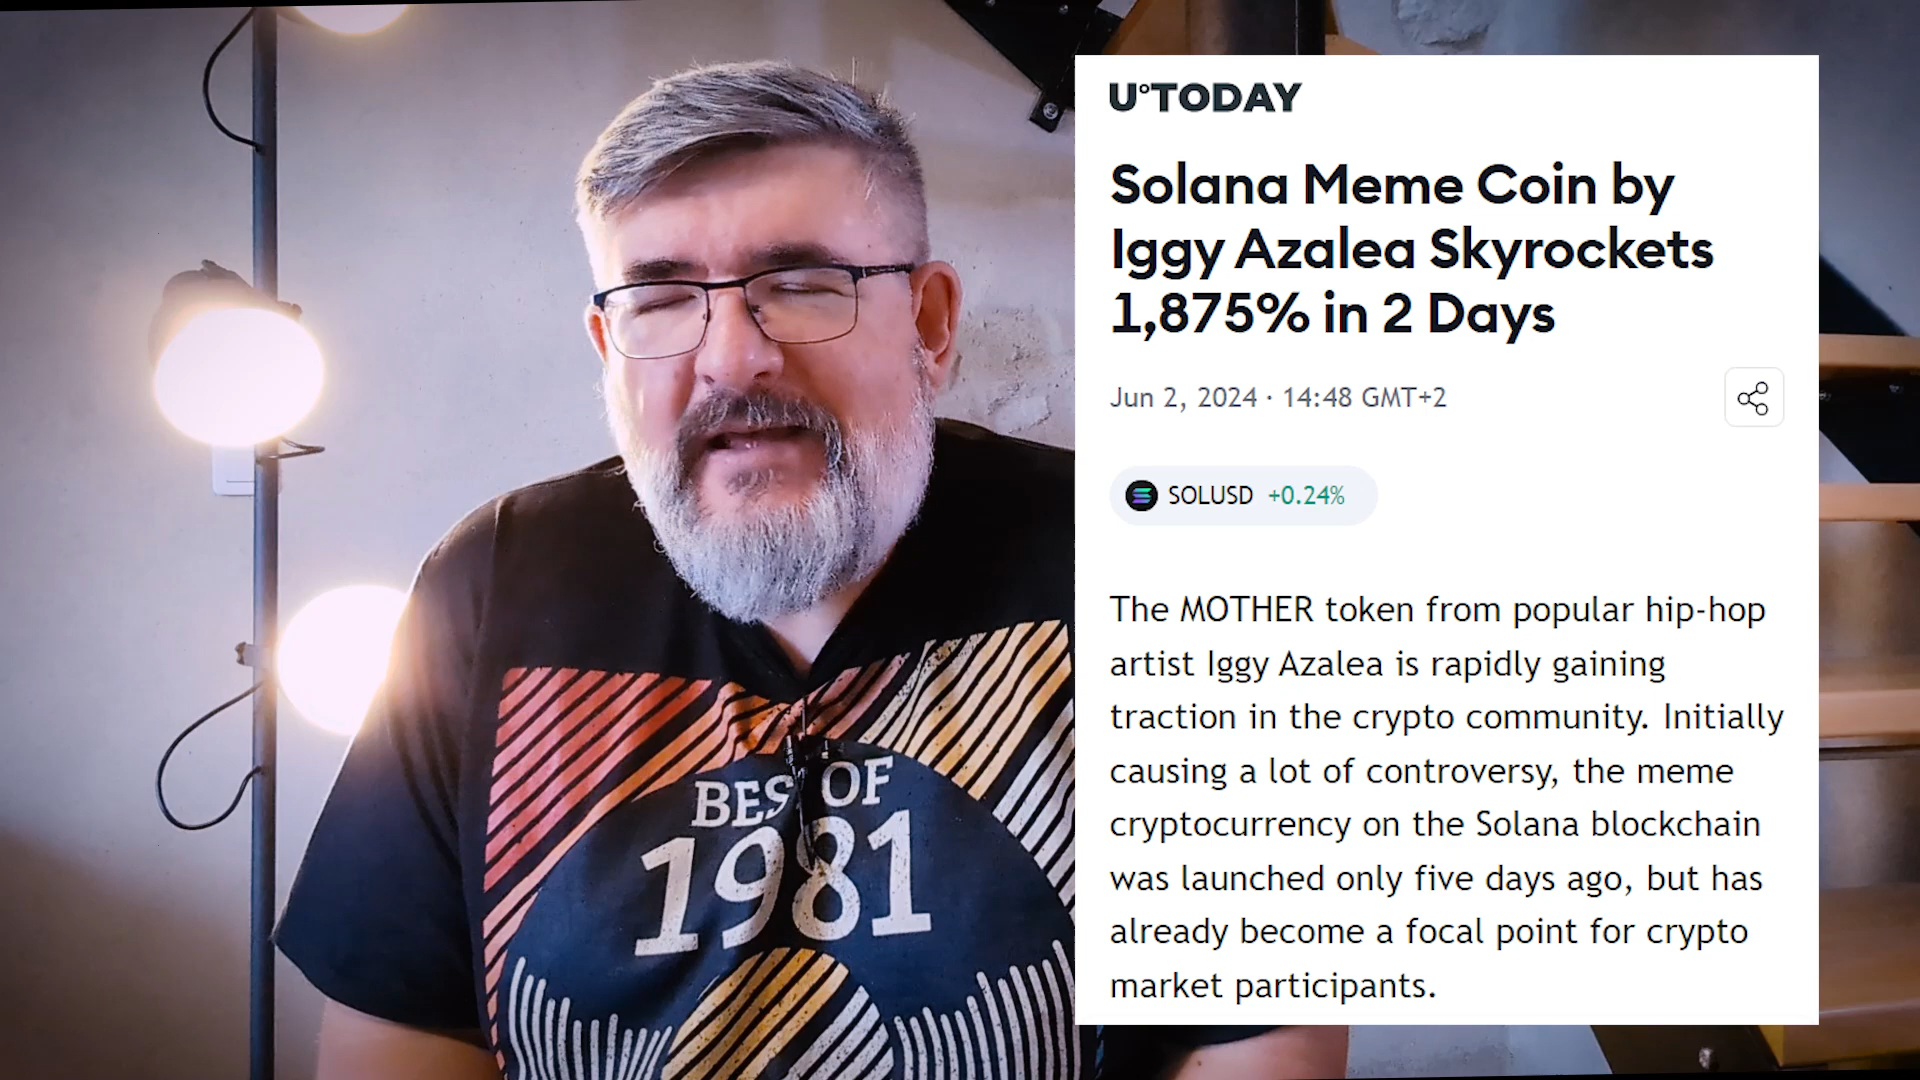 U°TODAY
Solana Meme Coin by
Iggy Azalea Skyrockets
1,875% in 2 Days
Jun 2, 2024 · 14:48 GMT+2
SOLUSD +0.24%
The MOTHER token from popular hip-hop
artist Iggy Azalea is rapidly gaining
traction in the crypto community. Initially
causing a lot of controversy, the meme
cryptocurrency on the Solana blockchain
was launched only five days ago, but has
already become a focal point for crypto
market participants.
BEST OF
1981